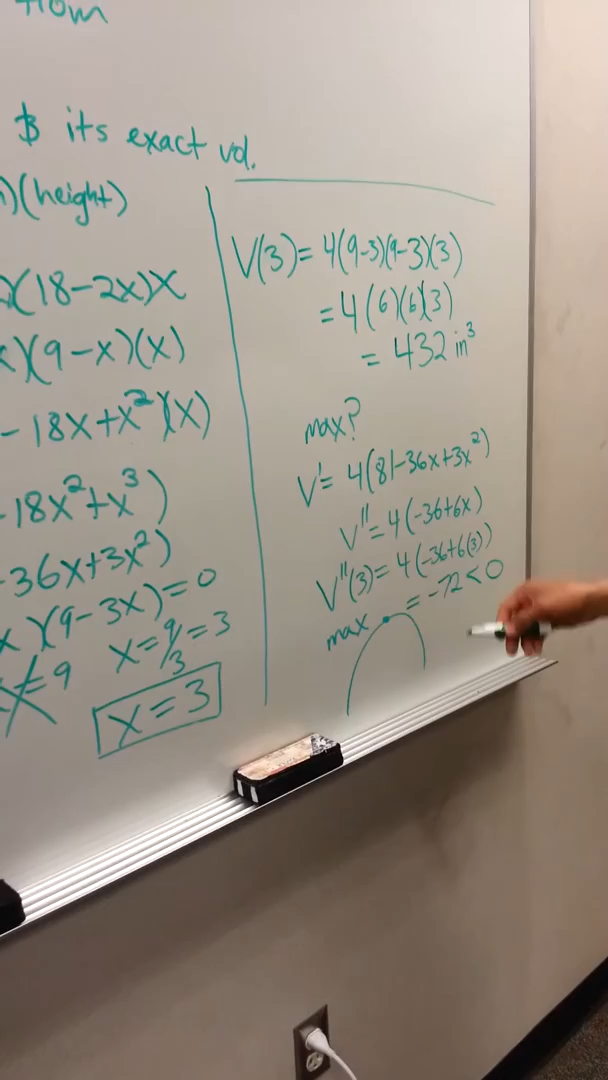 from
$ its exact vol.
)(height)
)(18-2x)x
)(9-x)(x)
-18x+x²)(x)
-18x²+x³)
-36x+3x²)
)(9-3x)=0
x=9 x=9/3=3
x=3
V(3)=4(9-3)(9-3)(3)
=4(6)(6)(3)
=432 in³
max?
V'=4(81-36x+3x²)
V"=4(-36+6x)
V"(3)=4(-36+6(3))
=-72<0
max